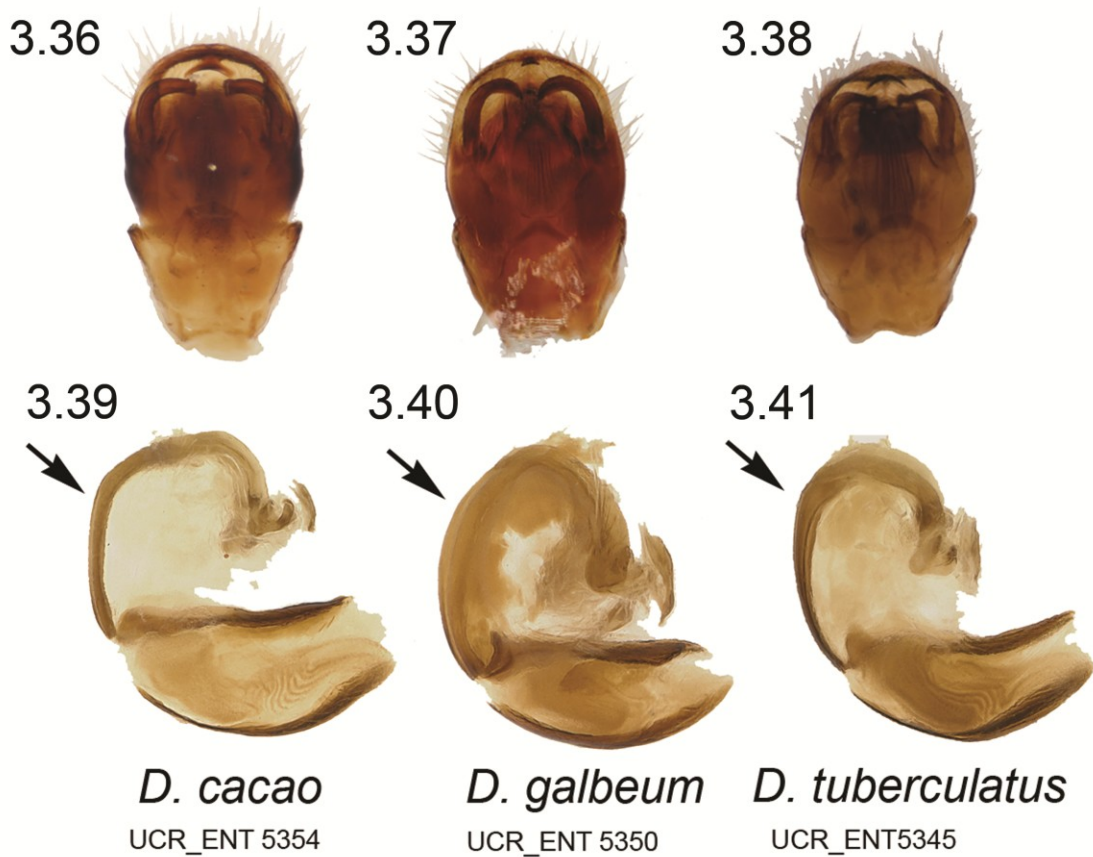 3.36 3.37 3.38
3.39 3.40 3.41
D. cacao D. galbeum D. tuberculatus
UCR_ENT 5354 UCR_ENT 5350 UCR_ENT5345